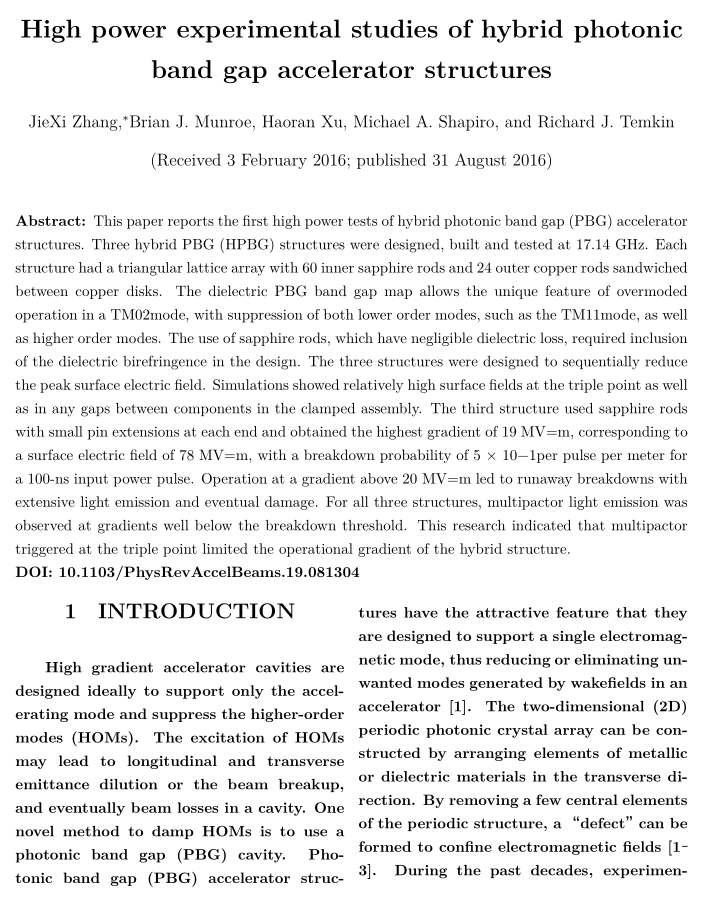 High power experimental studies of hybrid photonic
band gap accelerator structures
JieXi Zhang,*Brian J. Munroe, Haoran Xu, Michael A. Shapiro, and Richard J. Temkin
(Received 3 February 2016; published 31 August 2016)
Abstract: This paper reports the first high power tests of hybrid photonic band gap (PBG) accelerator
structures. Three hybrid PBG (HPBG) structures were designed, built and tested at 17.14 GHz. Each
structure had a triangular lattice array with 60 inner sapphire rods and 24 outer copper rods sandwiched
between copper disks. The dielectric PBG band gap map allows the unique feature of overmoded
operation in a TM02mode, with suppression of both lower order modes, such as the TM11mode, as well
as higher order modes. The use of sapphire rods, which have negligible dielectric loss, required inclusion
of the dielectric birefringence in the design. The three structures were designed to sequentially reduce
the peak surface electric field. Simulations showed relatively high surface fields at the triple point as well
as in any gaps between components in the clamped assembly. The third structure used sapphire rods
with small pin extensions at each end and obtained the highest gradient of 19 MV=m, corresponding to
a surface electric field of 78 MV=m, with a breakdown probability of 5 × 10−1per pulse per meter for
a 100-ns input power pulse. Operation at a gradient above 20 MV=m led to runaway breakdowns with
extensive light emission and eventual damage. For all three structures, multipactor light emission was
observed at gradients well below the breakdown threshold. This research indicated that multipactor
triggered at the triple point limited the operational gradient of the hybrid structure.
DOI: 10.1103/PhysRevAccelBeams.19.081304
1 INTRODUCTION
High gradient accelerator cavities are
designed ideally to support only the accel-
erating mode and suppress the higher-order
modes (HOMs). The excitation of HOMs
may lead to longitudinal and transverse
emittance dilution or the beam breakup,
and eventually beam losses in a cavity. One
novel method to damp HOMs is to use a
photonic band gap (PBG) cavity. Pho-
tonic band gap (PBG) accelerator struc-
tures have the attractive feature that they
are designed to support a single electromag-
netic mode, thus reducing or eliminating un-
wanted modes generated by wakefields in an
accelerator [1]. The two-dimensional (2D)
periodic photonic crystal array can be con-
structed by arranging elements of metallic
or dielectric materials in the transverse di-
rection. By removing a few central elements
of the periodic structure, a “defect” can be
formed to confine electromagnetic fields [1-
3]. During the past decades, experimen-